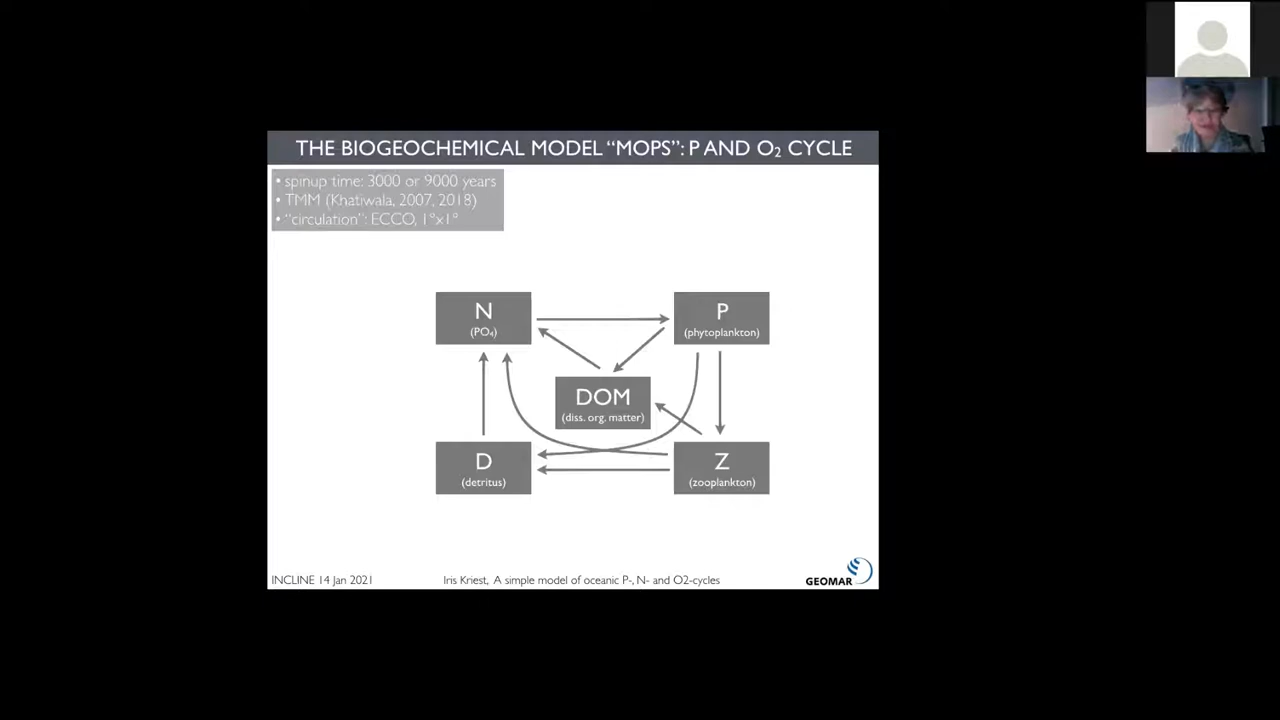 THE BIOGEOCHEMICAL MODEL “MOPS”: P AND O₂ CYCLE
• spinup time: 3000 or 9000 years
• TMM (Khatiwala, 2007, 2018)
• “circulation”: ECCO, 1°x1°
N
(PO₄)
P
(phytoplankton)
DOM
(diss. org. matter)
D
(detritus)
Z
(zooplankton)
INCLINE 14 Jan 2021
Iris Kriest, A simple model of oceanic P-, N- and O2-cycles
GEOMAR